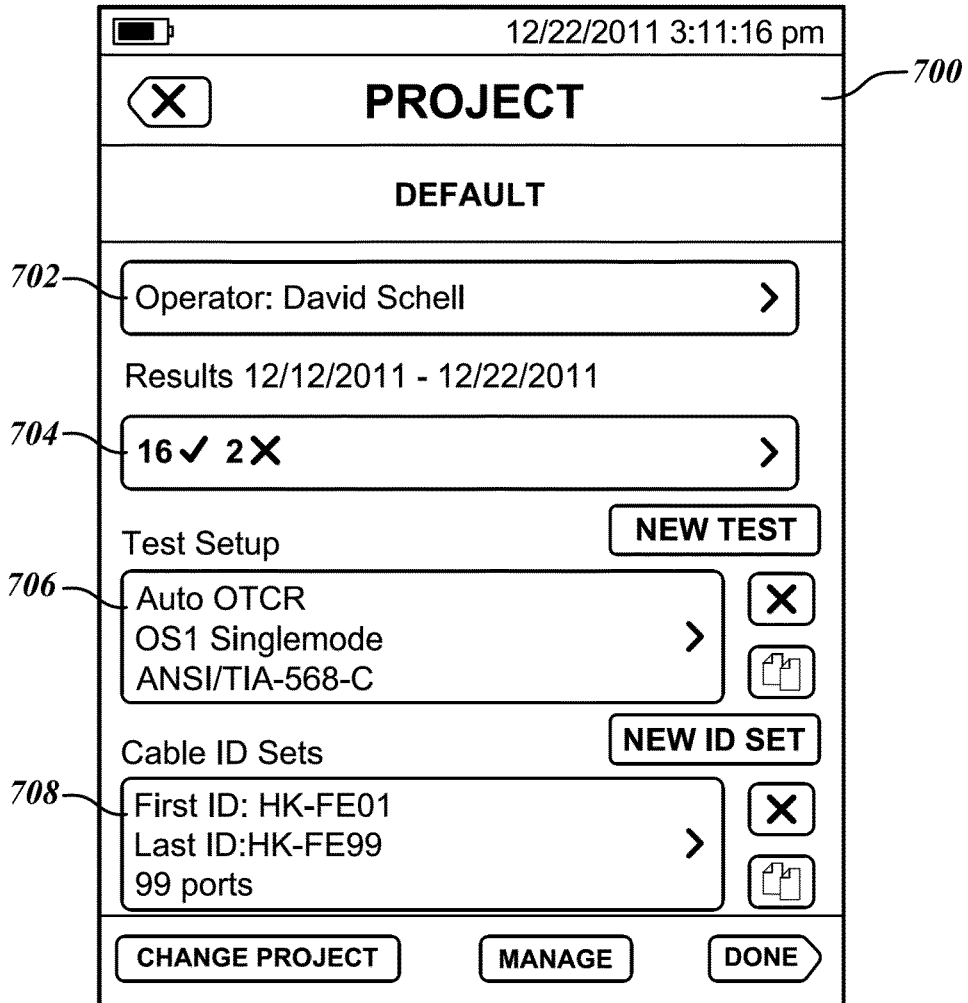 12/22/2011 3:11:16 pm
PROJECT
700
DEFAULT
702
Operator: David Schell
Results 12/12/2011 - 12/22/2011
704
16 ✓ 2 X
NEW TEST
Test Setup
706
Auto OTCR
OS1 Singlemode
ANSI/TIA-568-C
NEW ID SET
Cable ID Sets
708
First ID: HK-FE01
Last ID:HK-FE99
99 ports
CHANGE PROJECT
MANAGE
DONE